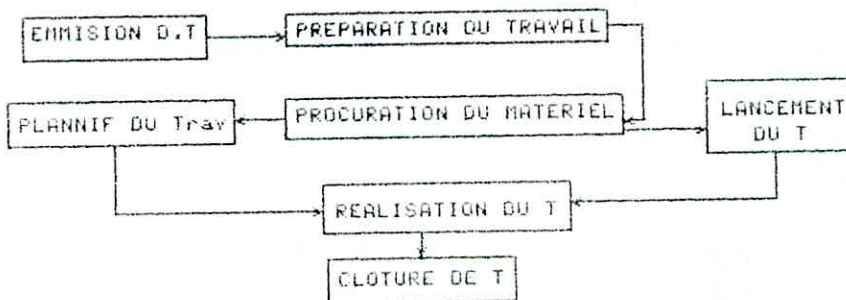 EMMISION D.T
PREPARATION DU TRAVAIL
PLANNIF DU Trav
PROCURATION DU MATERIEL
LANCEMENT
DU T
REALISATION DU T
CLOTURE DE T